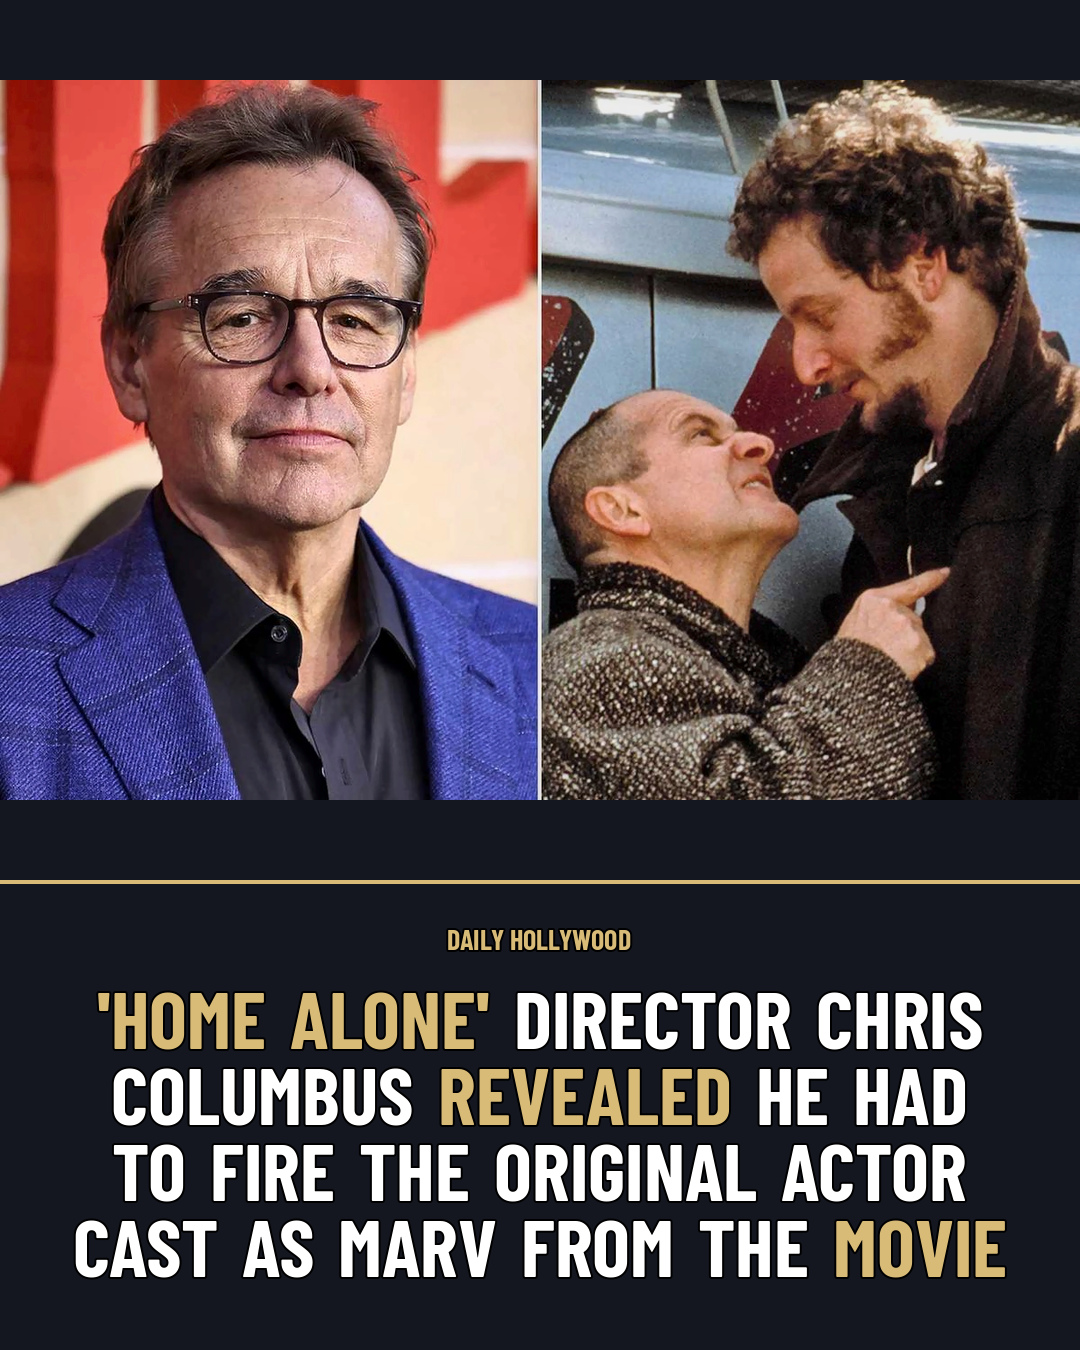 DAILY HOLLYWOOD
'HOME ALONE' DIRECTOR CHRIS
COLUMBUS REVEALED HE HAD
TO FIRE THE ORIGINAL ACTOR
CAST AS MARV FROM THE MOVIE